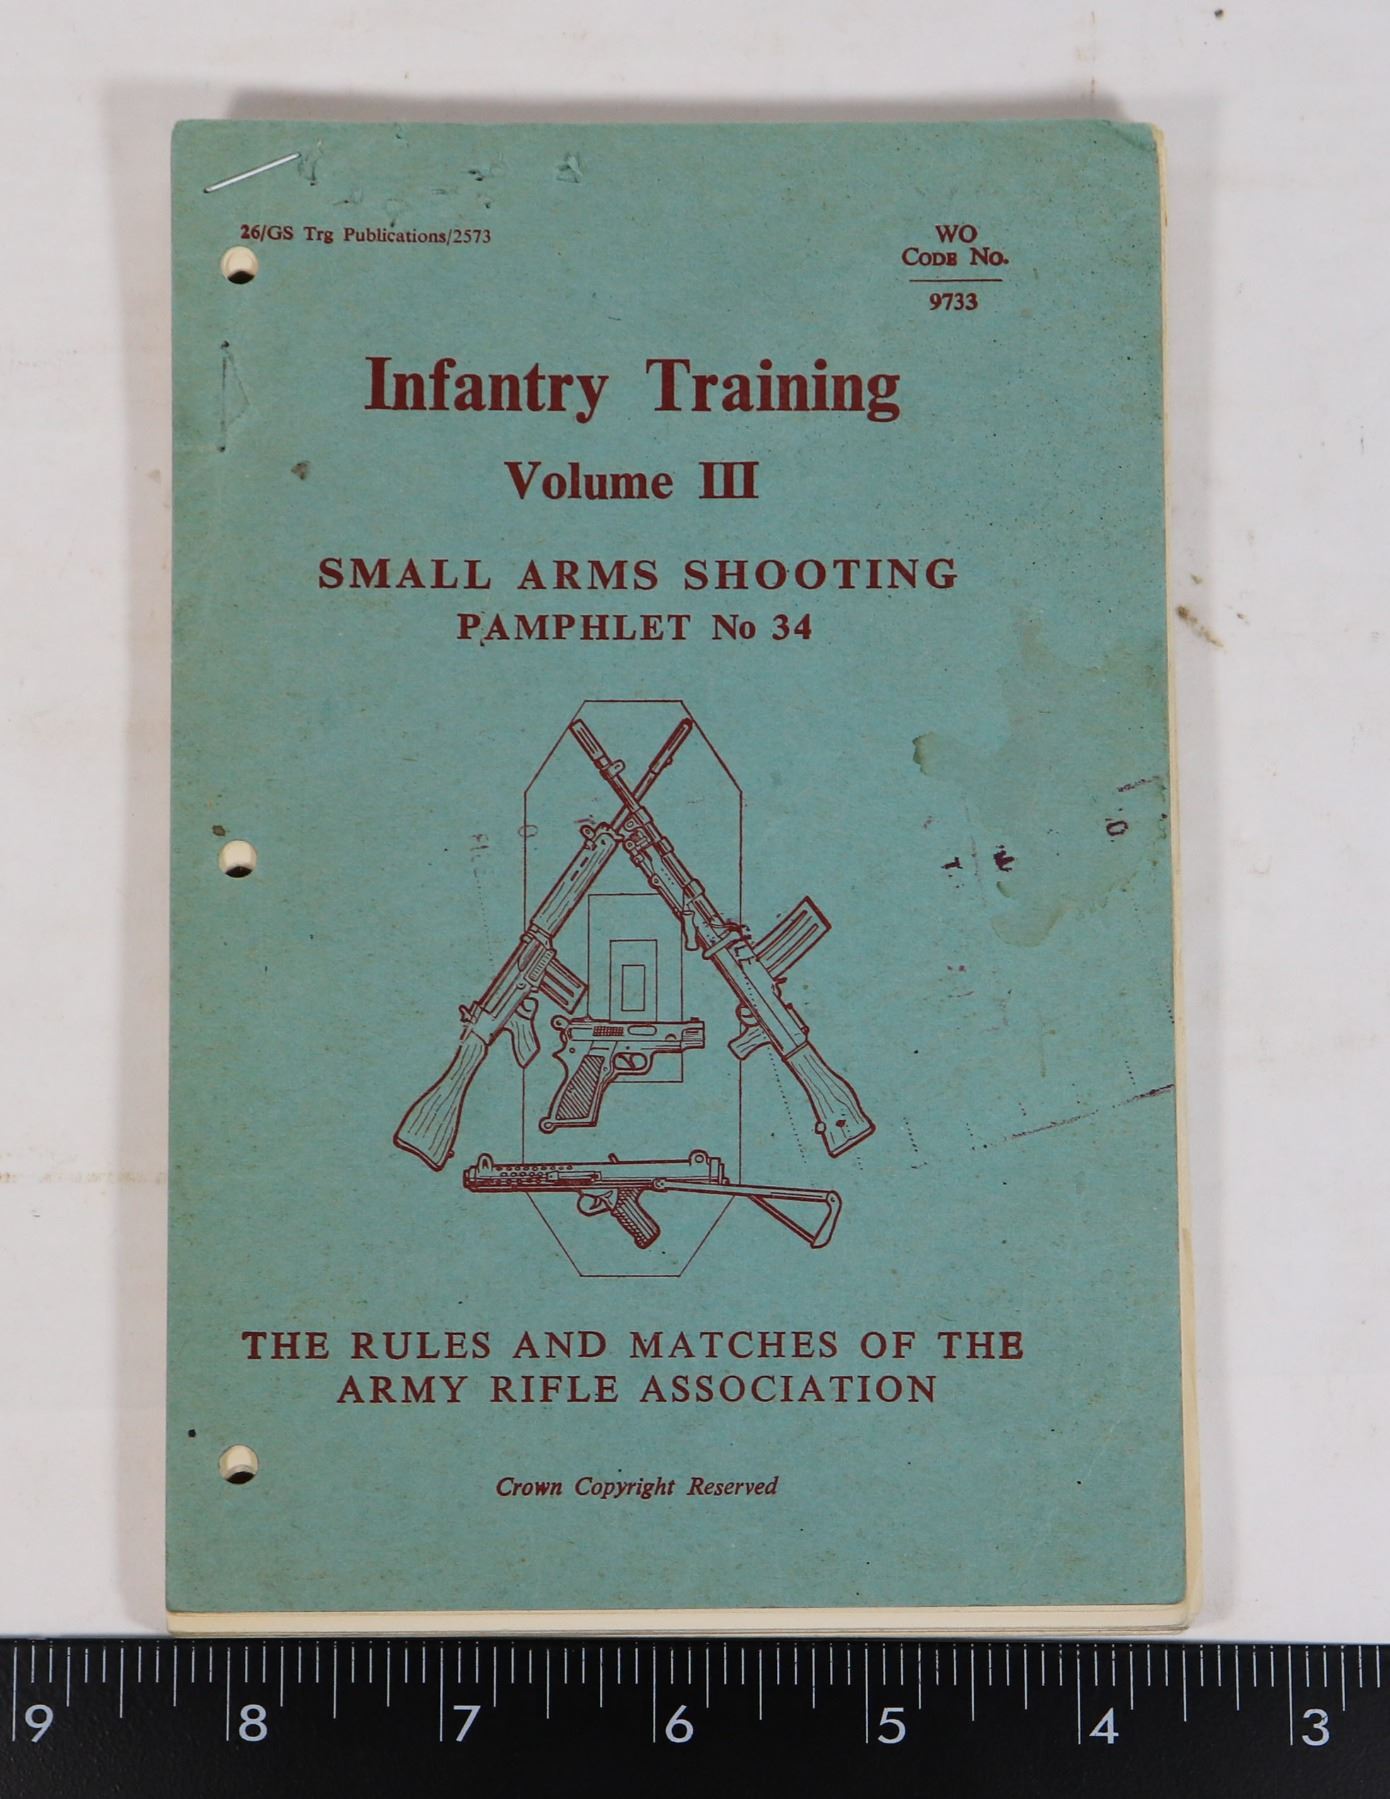 26/GS Trg Publications/2573
WO
CODE No.
9733
Infantry Training
Volume III
SMALL ARMS SHOOTING
PAMPHLET No 34
THE RULES AND MATCHES OF THE
ARMY RIFLE ASSOCIATION
Crown Copyright Reserved
9 8 7 6 5 4 3